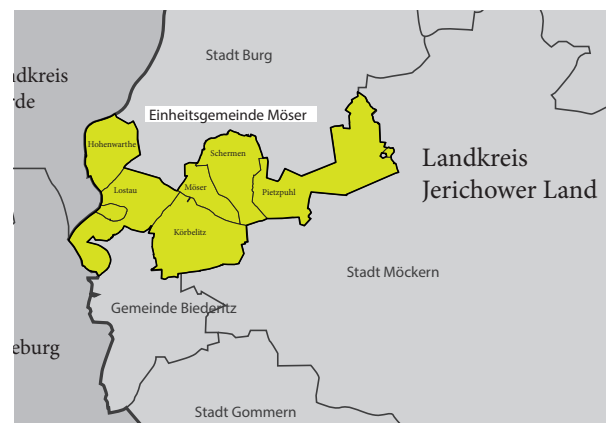 Stadt Burg
dkreis
rde
Einheitsgemeinde Möser
Hohenwarthe
Schermen
Landkreis
Jerichower Land
Lostau
Möser
Pietzpuhl
Körbelitz
Stadt Möckern
Gemeinde Biederitz
eburg
Stadt Gommern